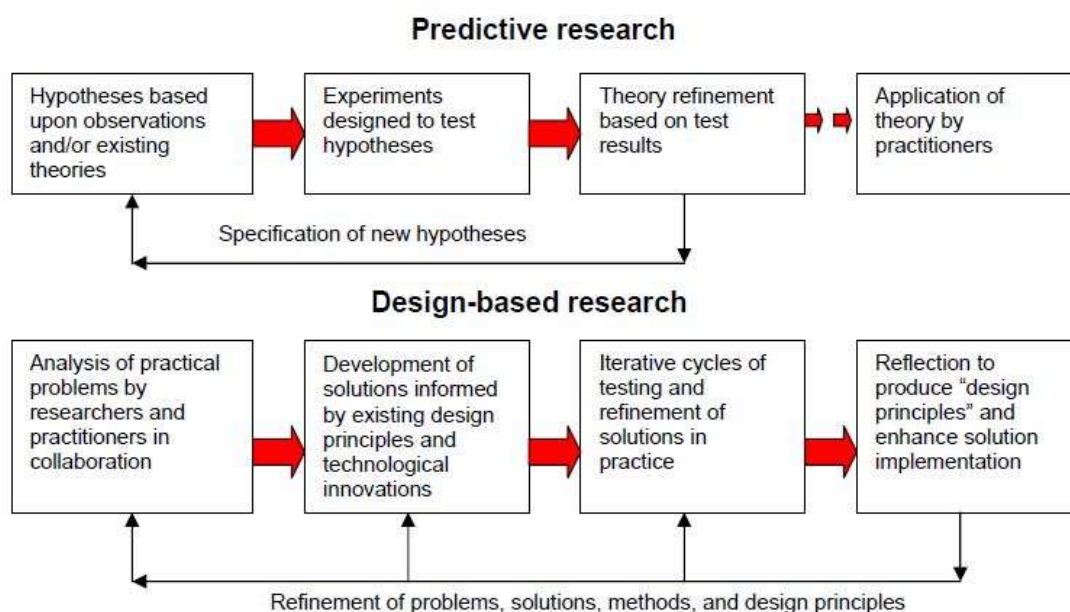 Predictive research
Hypotheses based
upon observations
and/or existing
theories
Experiments
designed to test
hypotheses
Theory refinement
based on test
results
Application of
theory by
practitioners
Specification of new hypotheses
Design-based research
Analysis of practical
problems by
researchers and
practitioners in
collaboration
Development of
solutions informed
by existing design
principles and
technological
innovations
Iterative cycles of
testing and
refinement of
solutions in
practice
Reflection to
produce “design
principles” and
enhance solution
implementation
Refinement of problems, solutions, methods, and design principles